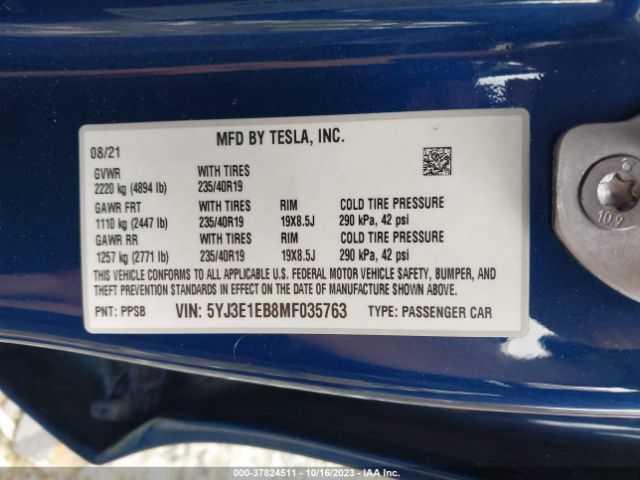 MFD BY TESLA, INC.
08/21
GVWR WITH TIRES
2220 kg (4894 lb) 235/40R19
GAWR FRT WITH TIRES RIM COLD TIRE PRESSURE
1110 kg (2447 lb) 235/40R19 19X8.5J 290 kPa, 42 psi
GAWR RR WITH TIRES RIM COLD TIRE PRESSURE
1257 kg (2771 lb) 235/40R19 19X8.5J 290 kPa, 42 psi
THIS VEHICLE CONFORMS TO ALL APPLICABLE U.S. FEDERAL MOTOR VEHICLE SAFETY, BUMPER, AND
THEFT PREVENTION STANDARDS IN EFFECT ON THE DATE OF MANUFACTURE SHOWN ABOVE.
PNT: PPSB VIN: 5YJ3E1EB8MF035763 TYPE: PASSENGER CAR
10.9
000-37824511 - 10/16/2023 - IAA Inc.